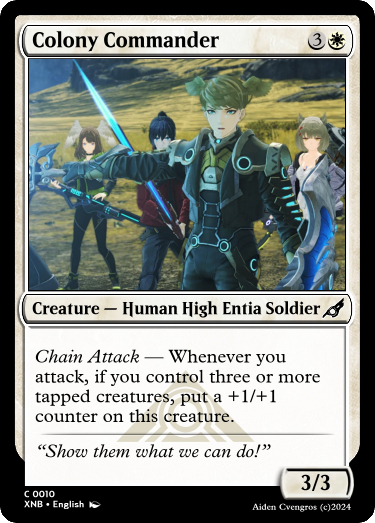 Colony Commander 3
Creature — Human High Entia Soldier
Chain Attack — Whenever you
attack, if you control three or more
tapped creatures, put a +1/+1
counter on this creature.
“Show them what we can do!”
3/3
C 0010
XNB • English
Aiden Cvengros (c)2024